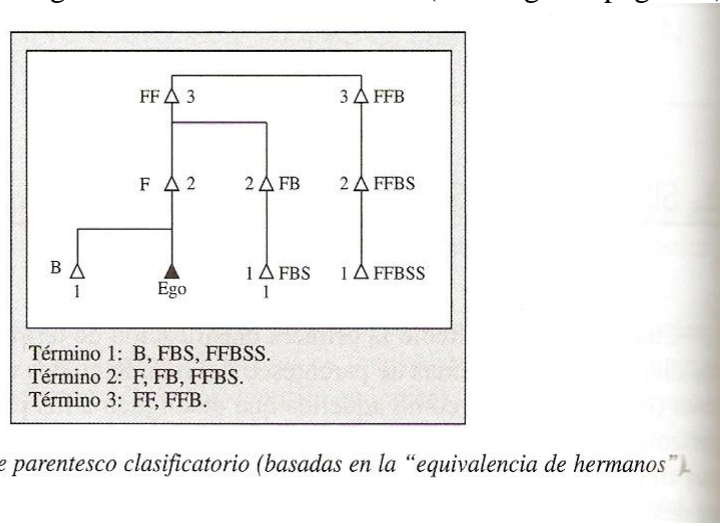 FF 3 3 FFB
F 2 2 FB 2 FFBS
B 1 FBS 1 FFBSS
1 Ego 1
Término 1: B, FBS, FFBSS.
Término 2: F, FB, FFBS.
Término 3: FF, FFB.
e parentesco clasificatorio (basadas en la “equivalencia de hermanos”).